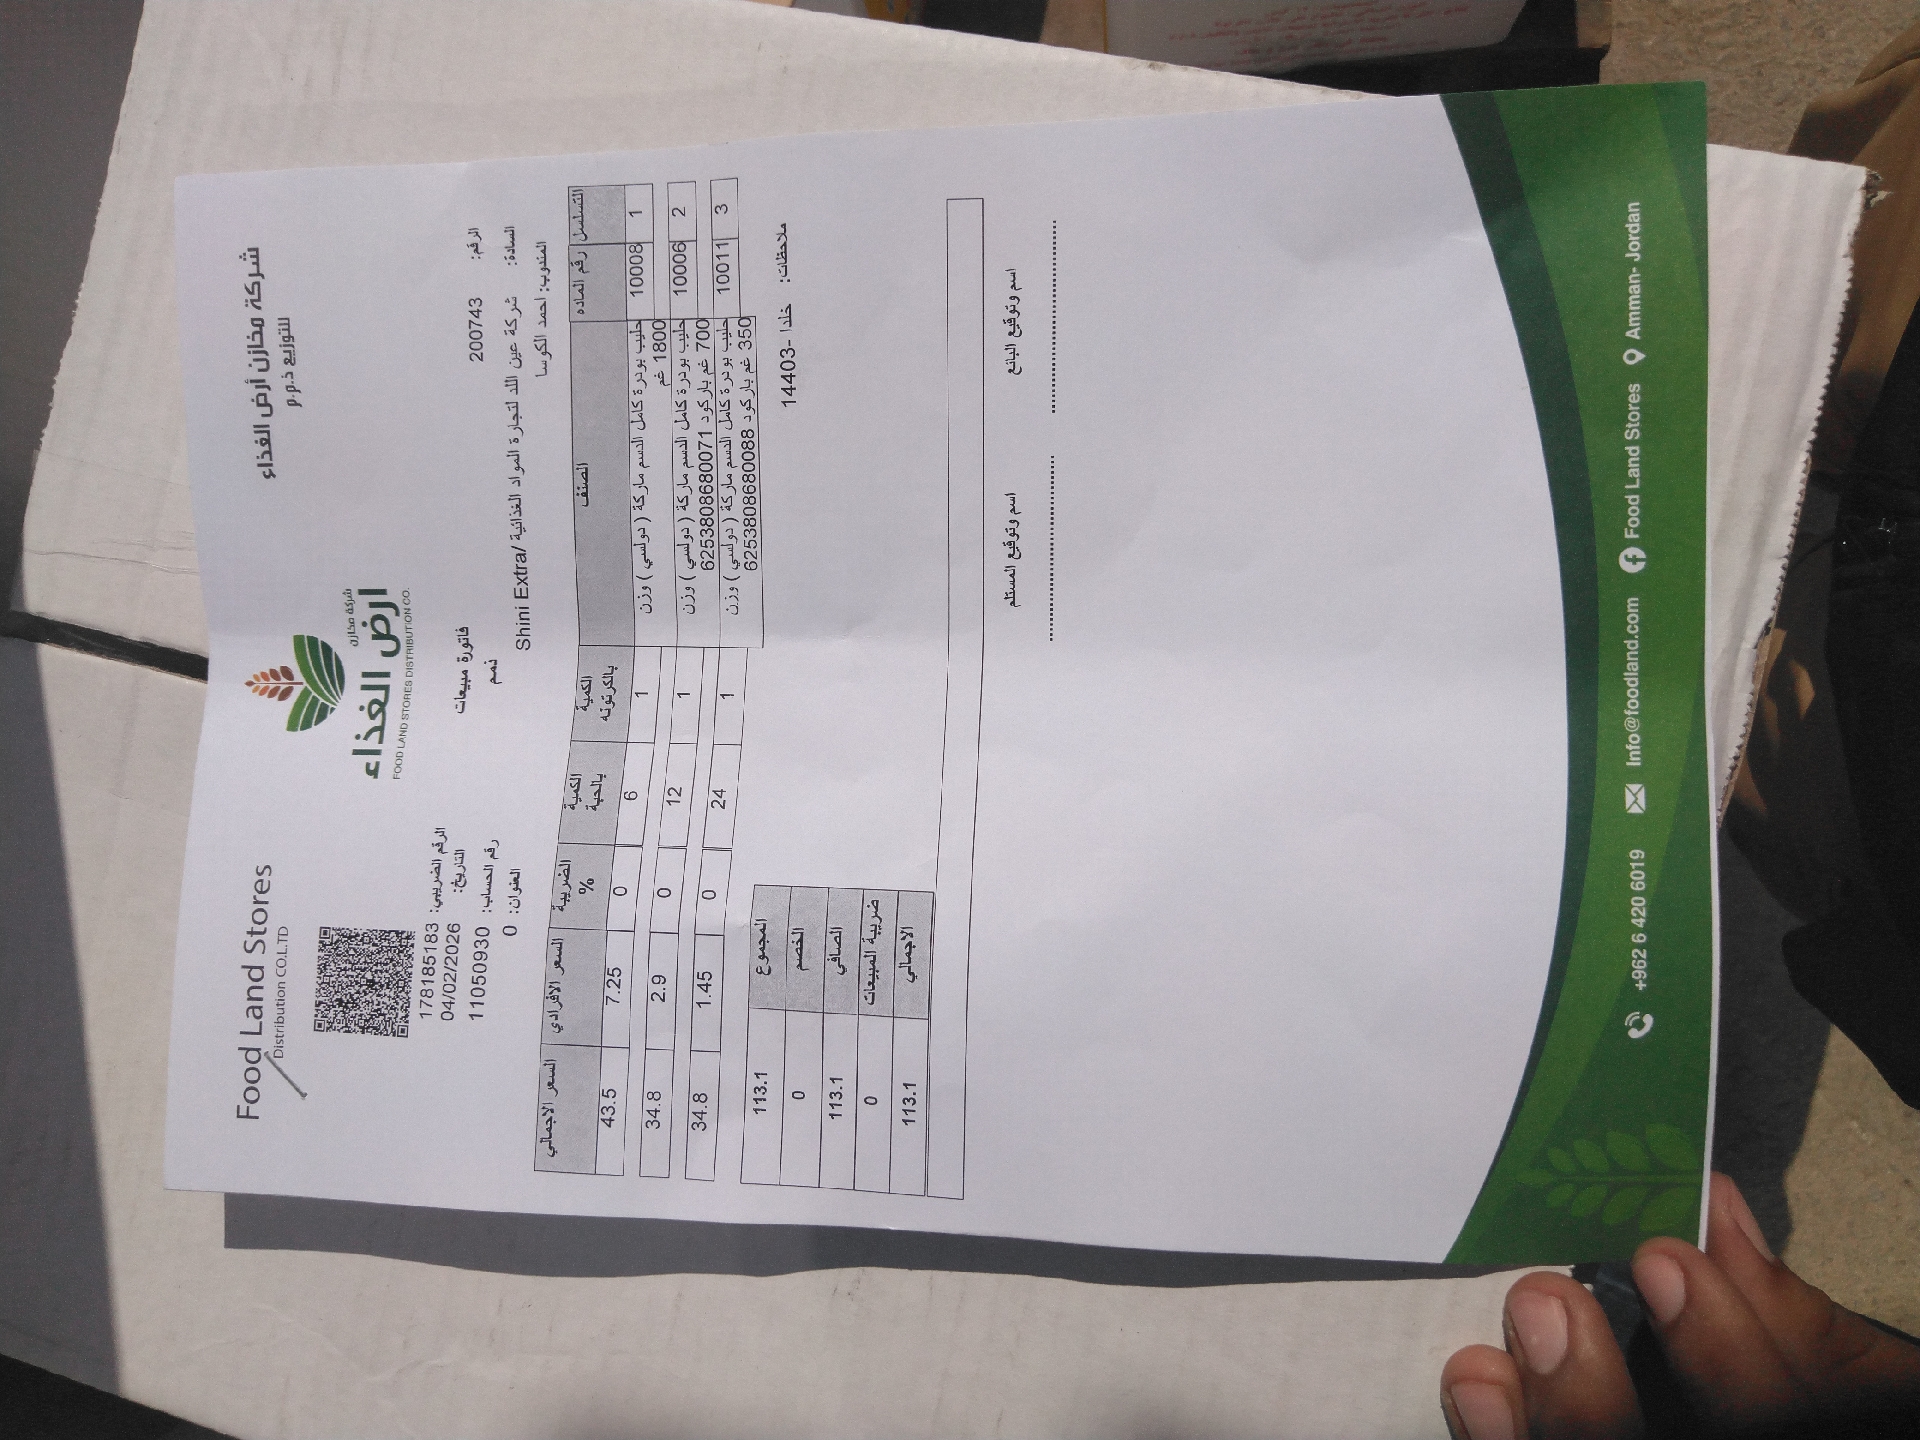 شركة مخازن أرض الغذاء
للتوزيع ذ.م.م
شركة مخازن
ارض الغذاء
FOOD LAND STORES DISTRIBUTION CO.
Food Land Stores
Distribution CO.L.TD
الرقم الضريبي: 178185183
فاتورة مبيعات
التاريخ: 04/02/2026
الرقم: 200743
ذمم
رقم الحساب: 11050930
السادة: شركة عين اللد لتجارة المواد الغذائية /Shini Extra
العنوان: 0
المندوب: احمد الكوسا
التسلسل رقم الماده الصنف الكمية بالكرتونه الكمية بالحبة الضريبة % السعر الافرادي السعر الاجمالي
1 10008 حليب بودرة كامل الدسم ماركة ( دولسي ) وزن 1 6 0 7.25 43.5
1800 غم
2 10006 حليب بودرة كامل الدسم ماركة ( دولسي ) وزن 1 12 0 2.9 34.8
700 غم باركود 6253808680071
3 10011 حليب بودرة كامل الدسم ماركة ( دولسي ) وزن 1 24 0 1.45 34.8
350 غم باركود 6253808680088
ملاحظات: خلدا -14403
المجموع 113.1
الخصم 0
الصافي 113.1
ضريبة المبيعات 0
الاجمالي 113.1
اسم وتوقيع البائع اسم وتوقيع المستلم
+962 6 420 6019 Info@foodland.com Food Land Stores Amman- Jordan